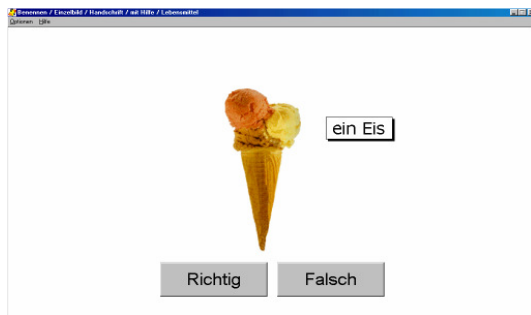 Benennen / Einzelbild / Handschrift / mit Hilfe / Lebensmittel
Optionen Hilfe
ein Eis
Richtig Falsch